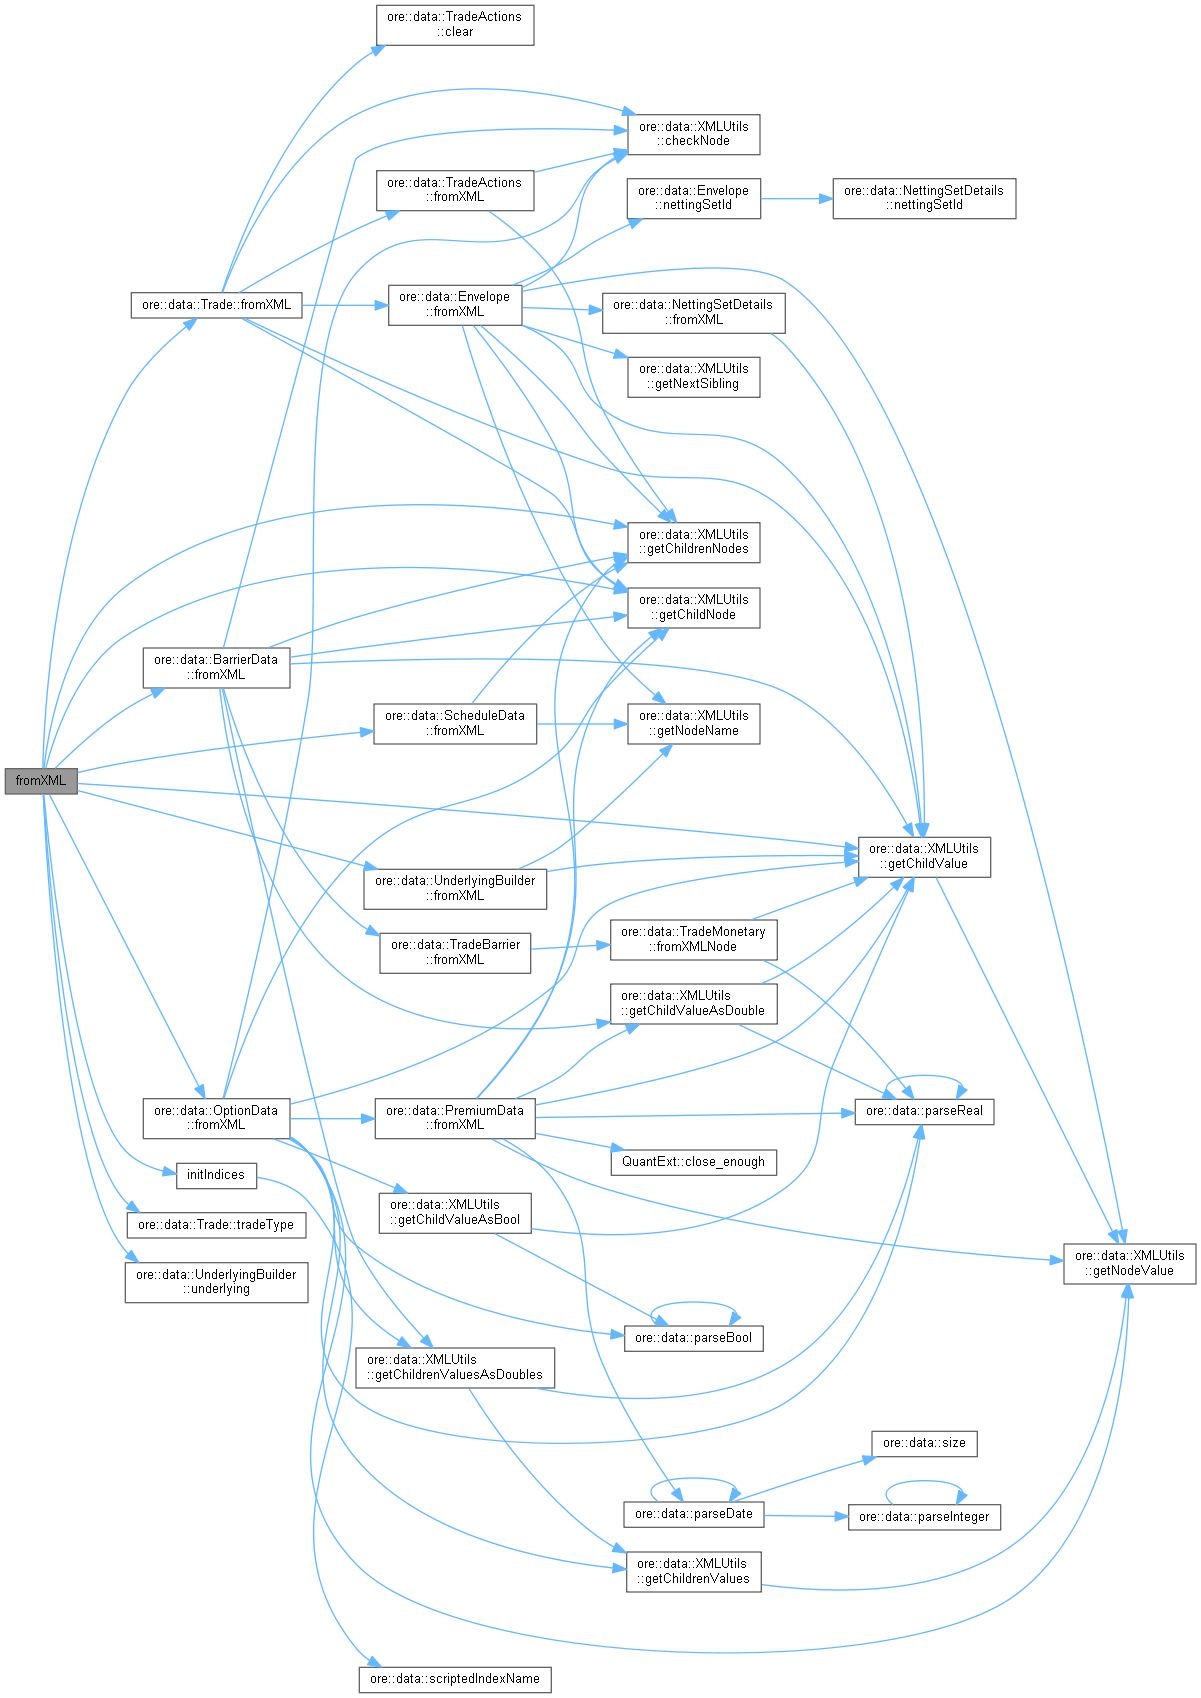 ore::data::TradeActions
::clear
ore::data::XMLUtils
::checkNode
ore::data::TradeActions
::fromXML
ore::data::Envelope
::nettingSetId
ore::data::NettingSetDetails
::nettingSetId
ore::data::Trade::fromXML
ore::data::Envelope
::fromXML
ore::data::NettingSetDetails
::fromXML
ore::data::XMLUtils
::getNextSibling
ore::data::XMLUtils
::getChildrenNodes
ore::data::XMLUtils
::getChildNode
ore::data::BarrierData
::fromXML
ore::data::ScheduleData
::fromXML
ore::data::XMLUtils
::getNodeName
fromXML
ore::data::XMLUtils
::getChildValue
ore::data::UnderlyingBuilder
::fromXML
ore::data::TradeBarrier
::fromXML
ore::data::TradeMonetary
::fromXMLNode
ore::data::XMLUtils
::getChildValueAsDouble
ore::data::OptionData
::fromXML
ore::data::PremiumData
::fromXML
ore::data::parseReal
initIndices
QuantExt::close_enough
ore::data::Trade::tradeType
ore::data::XMLUtils
::getChildValueAsBool
ore::data::UnderlyingBuilder
::underlying
ore::data::XMLUtils
::getNodeValue
ore::data::parseBool
ore::data::XMLUtils
::getChildrenValuesAsDoubles
ore::data::size
ore::data::parseDate
ore::data::parseInteger
ore::data::XMLUtils
::getChildrenValues
ore::data::scriptedIndexName